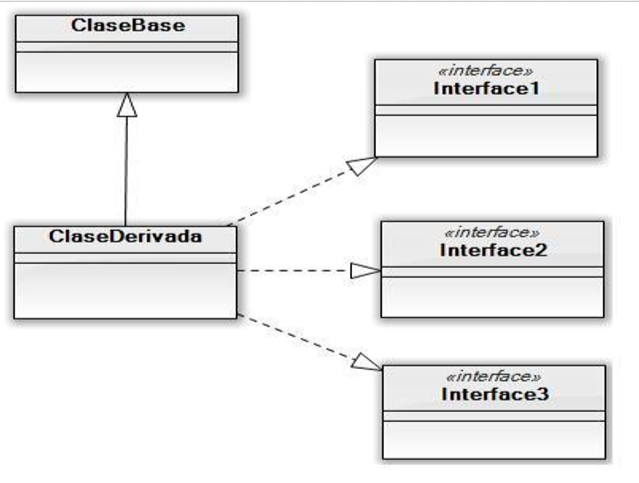 ClaseBase
«interface»
Interface1
ClaseDerivada
«interface»
Interface2
«interface»
Interface3